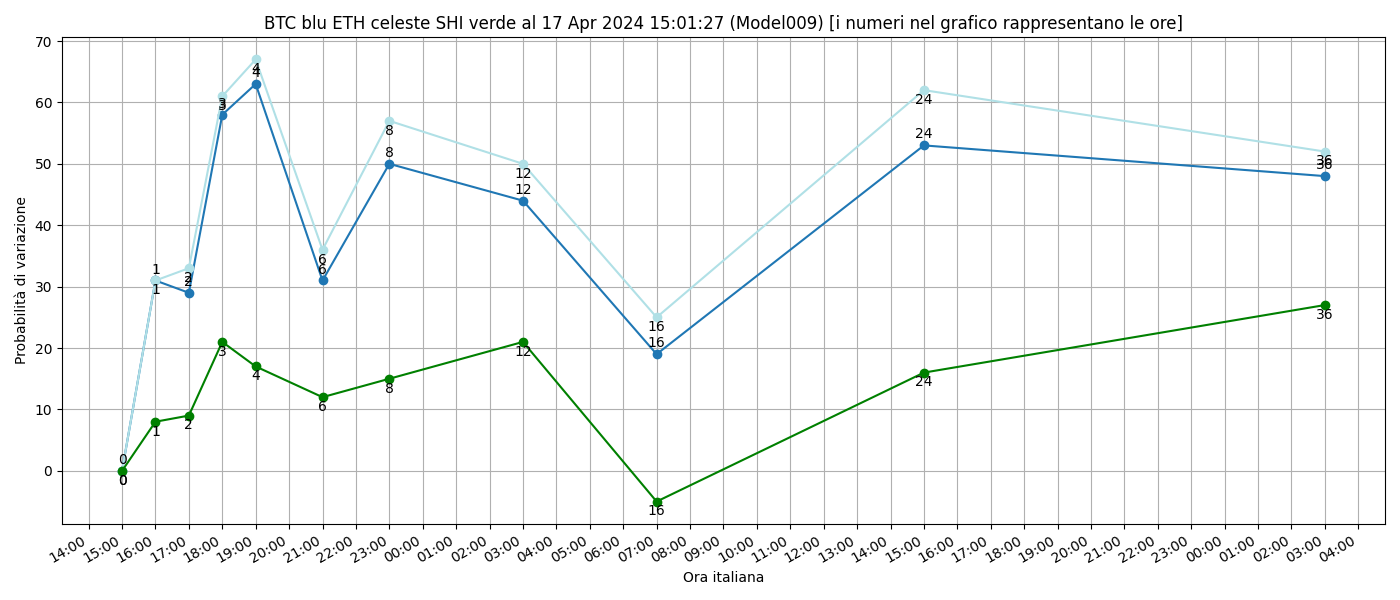 BTC blu ETH celeste SHI verde al 17 Apr 2024 15:01:27 (Model009) [i numeri nel grafico rappresentano le ore]
Probabilità di variazione
70
60
50
40
30
20
10
0
0 1 2 3 4 6 8 12 16 24 36
0 1 2 3 4 6 8 12 16 24 36
0 1 2 3 4 6 8 12 16 24 36
14:00 15:00 16:00 17:00 18:00 19:00 20:00 21:00 22:00 23:00 00:00 01:00 02:00 03:00 04:00 05:00 06:00 07:00 08:00 09:00 10:00 11:00 12:00 13:00 14:00 15:00 16:00 17:00 18:00 19:00 20:00 21:00 22:00 23:00 00:00 01:00 02:00 03:00 04:00
Ora italiana